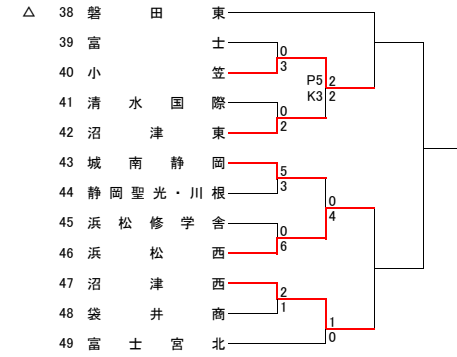 △ 38 磐田東
39 富士
0
40 小笠
3
P5 2
K3 2
41 清水国際
0
42 沼津東
2
43 城南静岡
5
44 静岡聖光・川根
3
0
4
45 浜松修学舎
0
46 浜松西
6
47 沼津西
2
48 袋井商
1
1
0
49 富士宮北